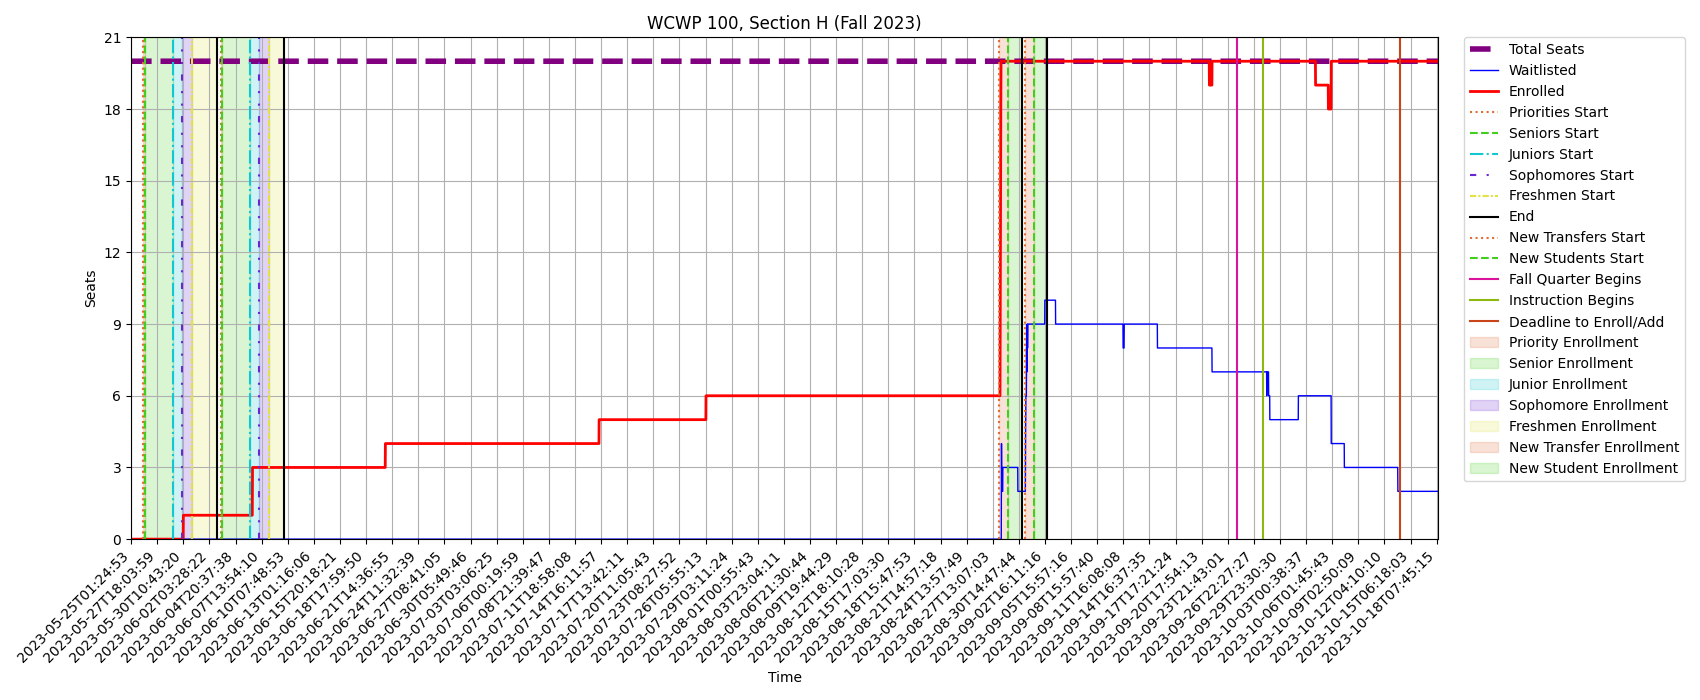 WCWP 100, Section H (Fall 2023)
Seats
21
18
15
12
9
6
3
0
2023-05-25T01:24:53
2023-05-27T18:03:59
2023-05-30T10:43:20
2023-06-02T03:28:22
2023-06-04T20:37:38
2023-06-07T13:54:10
2023-06-10T07:48:53
2023-06-13T01:16:06
2023-06-15T20:18:21
2023-06-18T17:59:50
2023-06-21T14:36:55
2023-06-24T11:32:39
2023-06-27T08:41:05
2023-06-30T05:49:46
2023-07-03T03:06:25
2023-07-06T00:19:59
2023-07-08T21:39:47
2023-07-11T18:58:08
2023-07-14T16:11:57
2023-07-17T13:42:11
2023-07-20T11:05:43
2023-07-23T08:27:52
2023-07-26T05:55:13
2023-07-29T03:11:24
2023-08-01T00:55:43
2023-08-03T23:04:11
2023-08-06T21:30:44
2023-08-09T19:44:29
2023-08-12T18:10:28
2023-08-15T17:03:30
2023-08-18T15:47:53
2023-08-21T14:57:18
2023-08-24T13:57:49
2023-08-27T13:07:03
2023-08-30T14:47:44
2023-09-02T16:11:16
2023-09-05T15:57:16
2023-09-08T15:57:40
2023-09-11T16:08:08
2023-09-14T16:37:35
2023-09-17T17:21:24
2023-09-20T17:54:13
2023-09-23T21:43:01
2023-09-26T22:27:27
2023-09-29T23:30:30
2023-10-03T00:38:37
2023-10-06T01:45:43
2023-10-09T02:50:09
2023-10-12T04:10:16
2023-10-15T06:18:03
2023-10-18T07:45:15
Time
Total Seats
Waitlisted
Enrolled
Priorities Start
Seniors Start
Juniors Start
Sophomores Start
Freshmen Start
End
New Transfers Start
New Students Start
Fall Quarter Begins
Instruction Begins
Deadline to Enroll/Add
Priority Enrollment
Senior Enrollment
Junior Enrollment
Sophomore Enrollment
Freshmen Enrollment
New Transfer Enrollment
New Student Enrollment